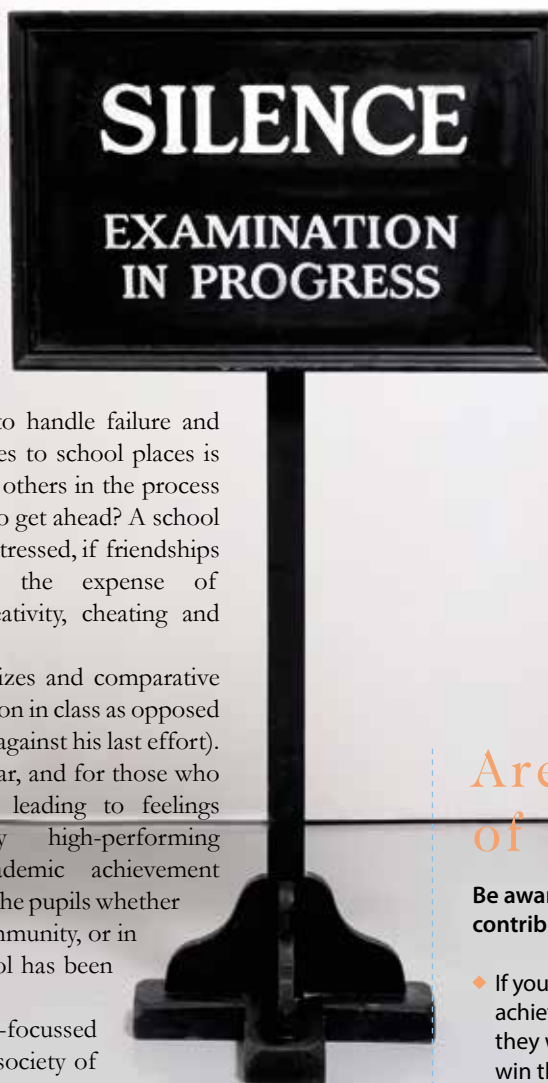 SILENCE
EXAMINATION
IN PROGRESS
to handle failure and
es to school places is
others in the process
o get ahead? A school
tressed, if friendships
the expense of
eativity, cheating and
izes and comparative
on in class as opposed
against his last effort).
ar, and for those who
leading to feelings
y high-performing
ademic achievement
he pupils whether
mmunity, or in
ol has been
-focussed
society of
Are
of
Be awar
contrib
◆ If you
achiev
they w
win th